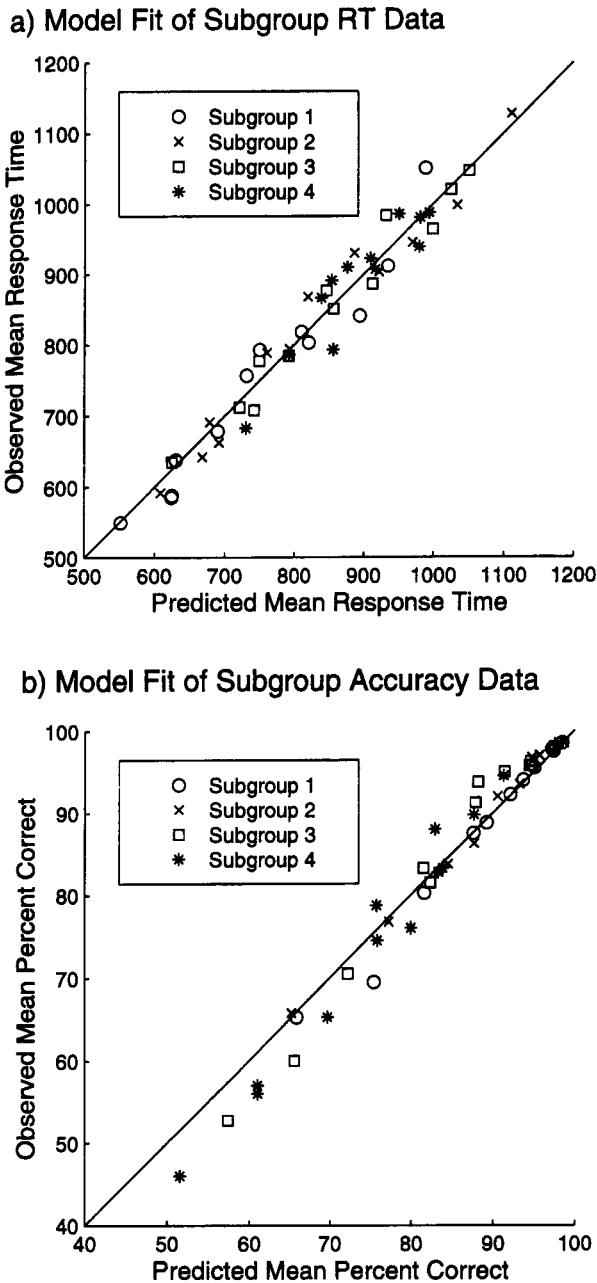 a) Model Fit of Subgroup RT Data
1200
1100
1000
900
800
700
600
500
Observed Mean Response Time
Subgroup 1
Subgroup 2
Subgroup 3
Subgroup 4
500 600 700 800 900 1000 1100 1200
Predicted Mean Response Time
b) Model Fit of Subgroup Accuracy Data
100
90
80
70
60
50
40
Observed Mean Percent Correct
Subgroup 1
Subgroup 2
Subgroup 3
Subgroup 4
40 50 60 70 80 90 100
Predicted Mean Percent Correct